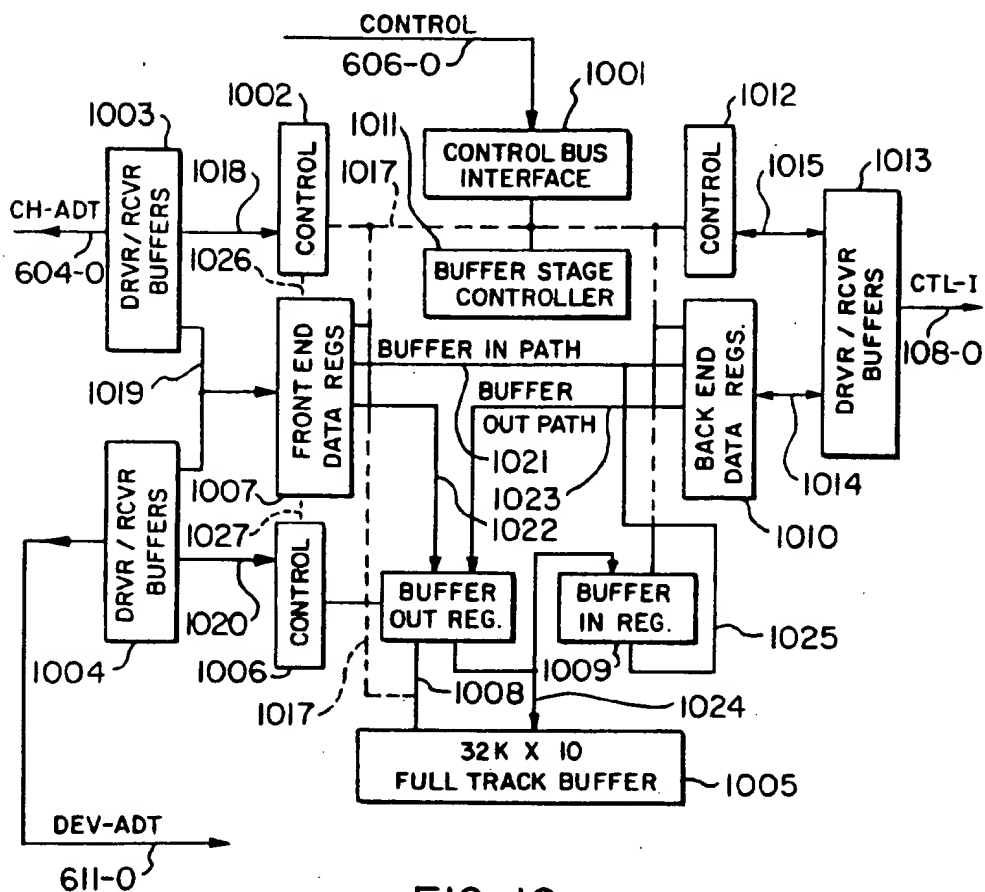 CONTROL
606-0
1001
1002
1012
1003
1011
1013
1018
1017
1015
CONTROL BUS
INTERFACE
CONTROL
CONTROL
CH-ADT
604-0
DRVR/RCVR
BUFFERS
1026
BUFFER STAGE
CONTROLLER
DRVR/RCVR
BUFFERS
CTL-I
108-0
1019
FRONT END
DATA REGS
BUFFER IN PATH
BUFFER
OUT PATH
BACK END
DATA REGS.
1021
1014
1007
1023
1022
1010
1027
DRVR/RCVR
BUFFERS
1020
CONTROL
BUFFER
OUT REG.
BUFFER
IN REG.
1025
1004
1006
1009
1008
1024
1017
32K X 10
FULL TRACK BUFFER
1005
DEV-ADT
611-0